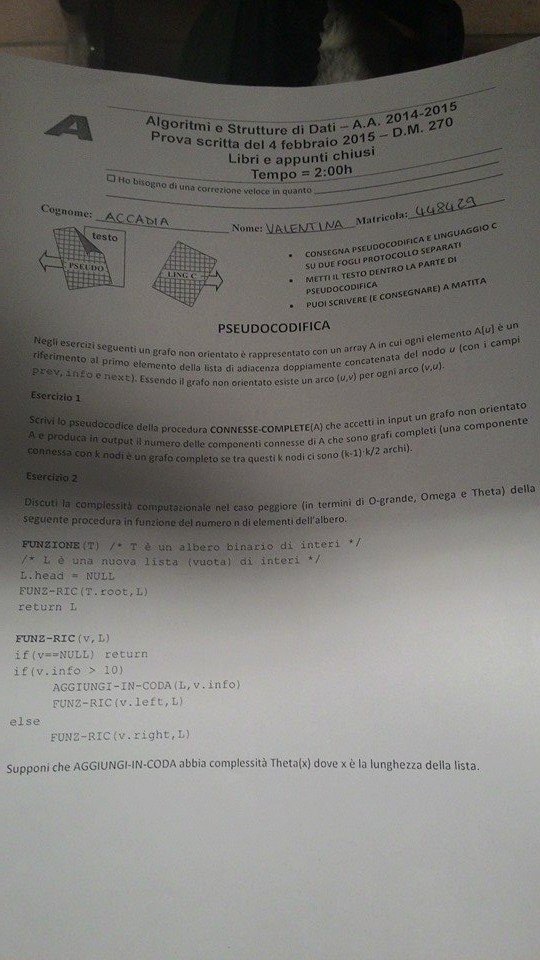 A
Algoritmi e Strutture di Dati – A.A. 2014-2015
Prova scritta del 4 febbraio 2015 – D.M. 270
Libri e appunti chiusi
Tempo = 2:00h
Ho bisogno di una correzione veloce in quanto
Cognome: ACCADIA Nome: VALENTINA Matricola: 448429
testo
PSEUDO
LING C
• CONSEGNA PSEUDOCODIFICA E LINGUAGGIO C
SU DUE FOGLI PROTOCOLLO SEPARATI
• METTI IL TESTO DENTRO LA PARTE DI
PSEUDOCODIFICA
• PUOI SCRIVERE (E CONSEGNARE) A MATITA
PSEUDOCODIFICA
Negli esercizi seguenti un grafo non orientato è rappresentato con un array A in cui ogni elemento A[u] è un
riferimento al primo elemento della lista di adiacenza doppiamente concatenata del nodo u (con i campi
prev, info e next). Essendo il grafo non orientato esiste un arco (u,v) per ogni arco (v,u).
Esercizio 1
Scrivi lo pseudocodice della procedura CONNESSE-COMPLETE(A) che accetti in input un grafo non orientato
A e produca in output il numero delle componenti connesse di A che sono grafi completi (una componente
connessa con k nodi è un grafo completo se tra questi k nodi ci sono (k-1)·k/2 archi).
Esercizio 2
Discuti la complessità computazionale nel caso peggiore (in termini di O-grande, Omega e Theta) della
seguente procedura in funzione del numero n di elementi dell'albero.
FUNZIONE(T) /* T è un albero binario di interi */
/* L è una nuova lista (vuota) di interi */
L.head = NULL
FUNZ-RIC(T.root,L)
return L
FUNZ-RIC(v,L)
if(v==NULL) return
if(v.info > 10)
AGGIUNGI-IN-CODA(L,v.info)
FUNZ-RIC(v.left,L)
else
FUNZ-RIC(v.right,L)
Supponi che AGGIUNGI-IN-CODA abbia complessità Theta(x) dove x è la lunghezza della lista.